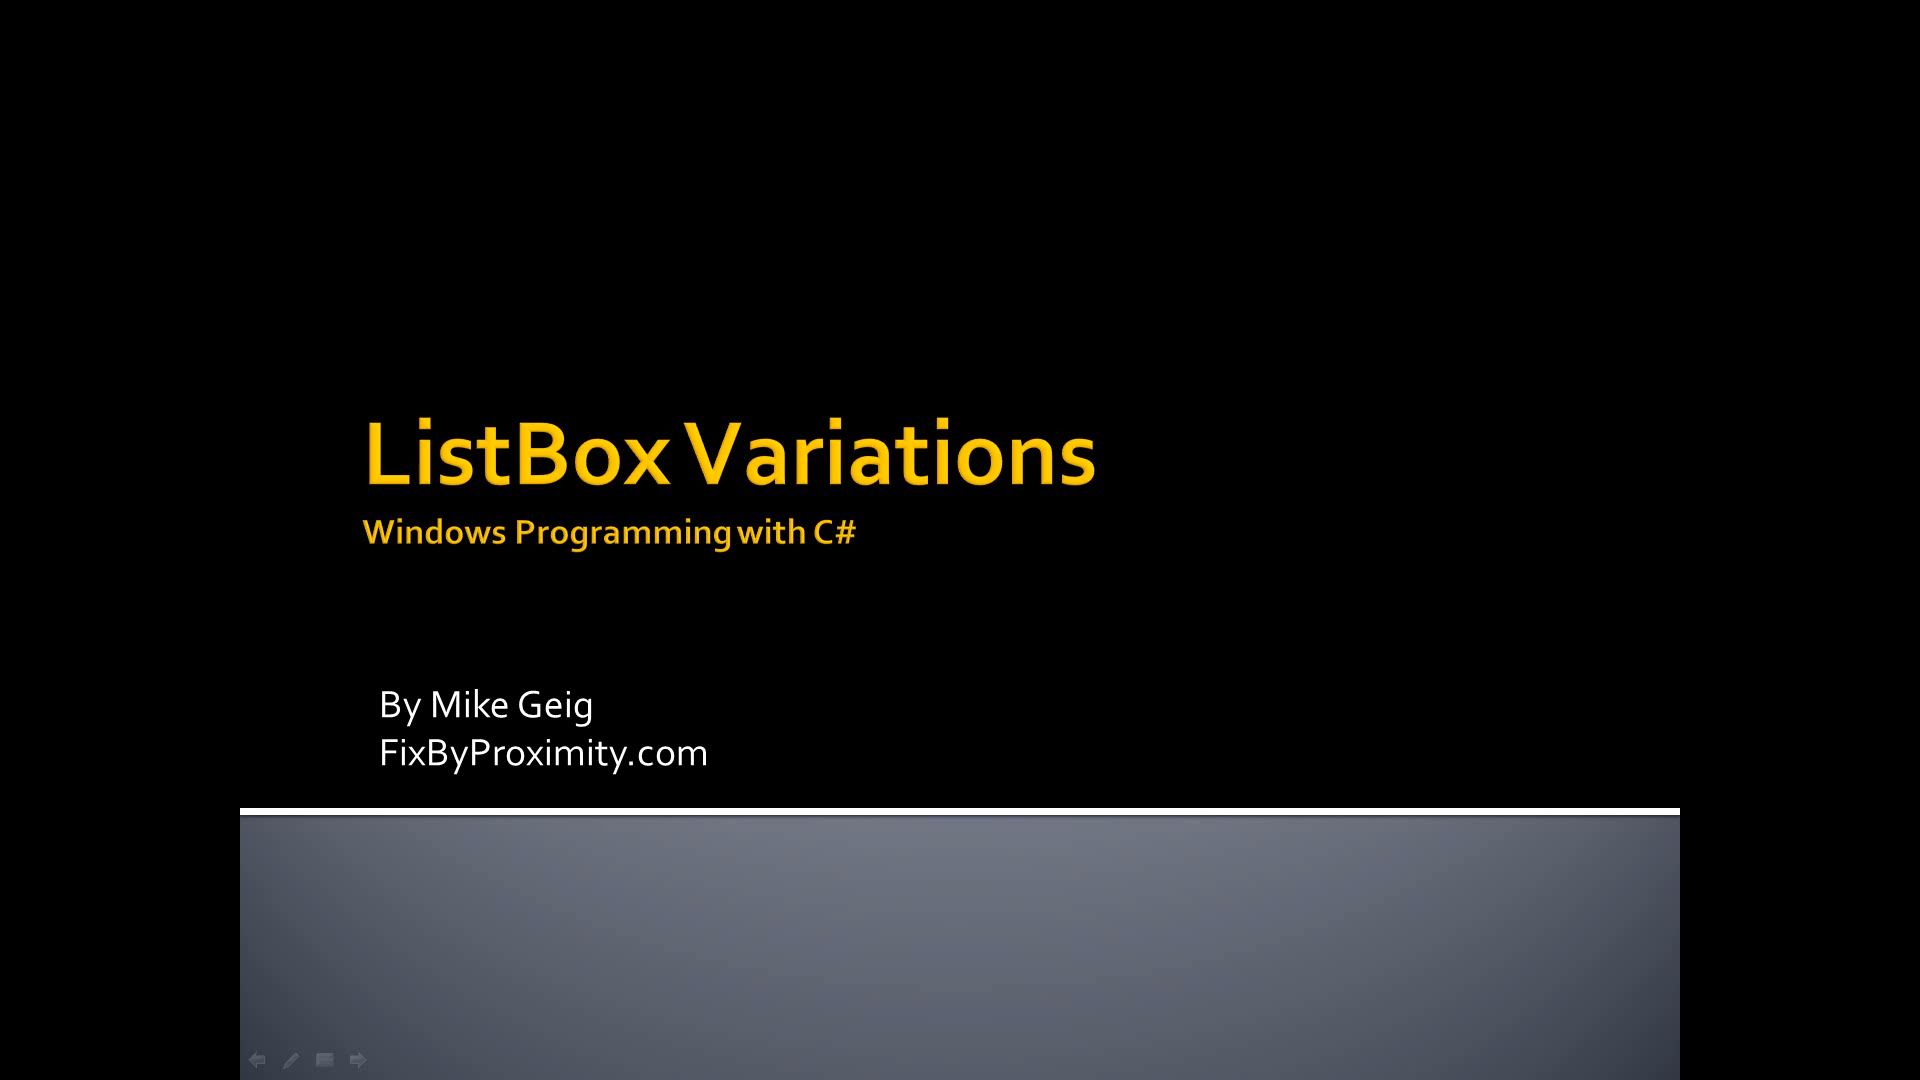 ListBox Variations
Windows Programming with C#
By Mike Geig
FixByProximity.com